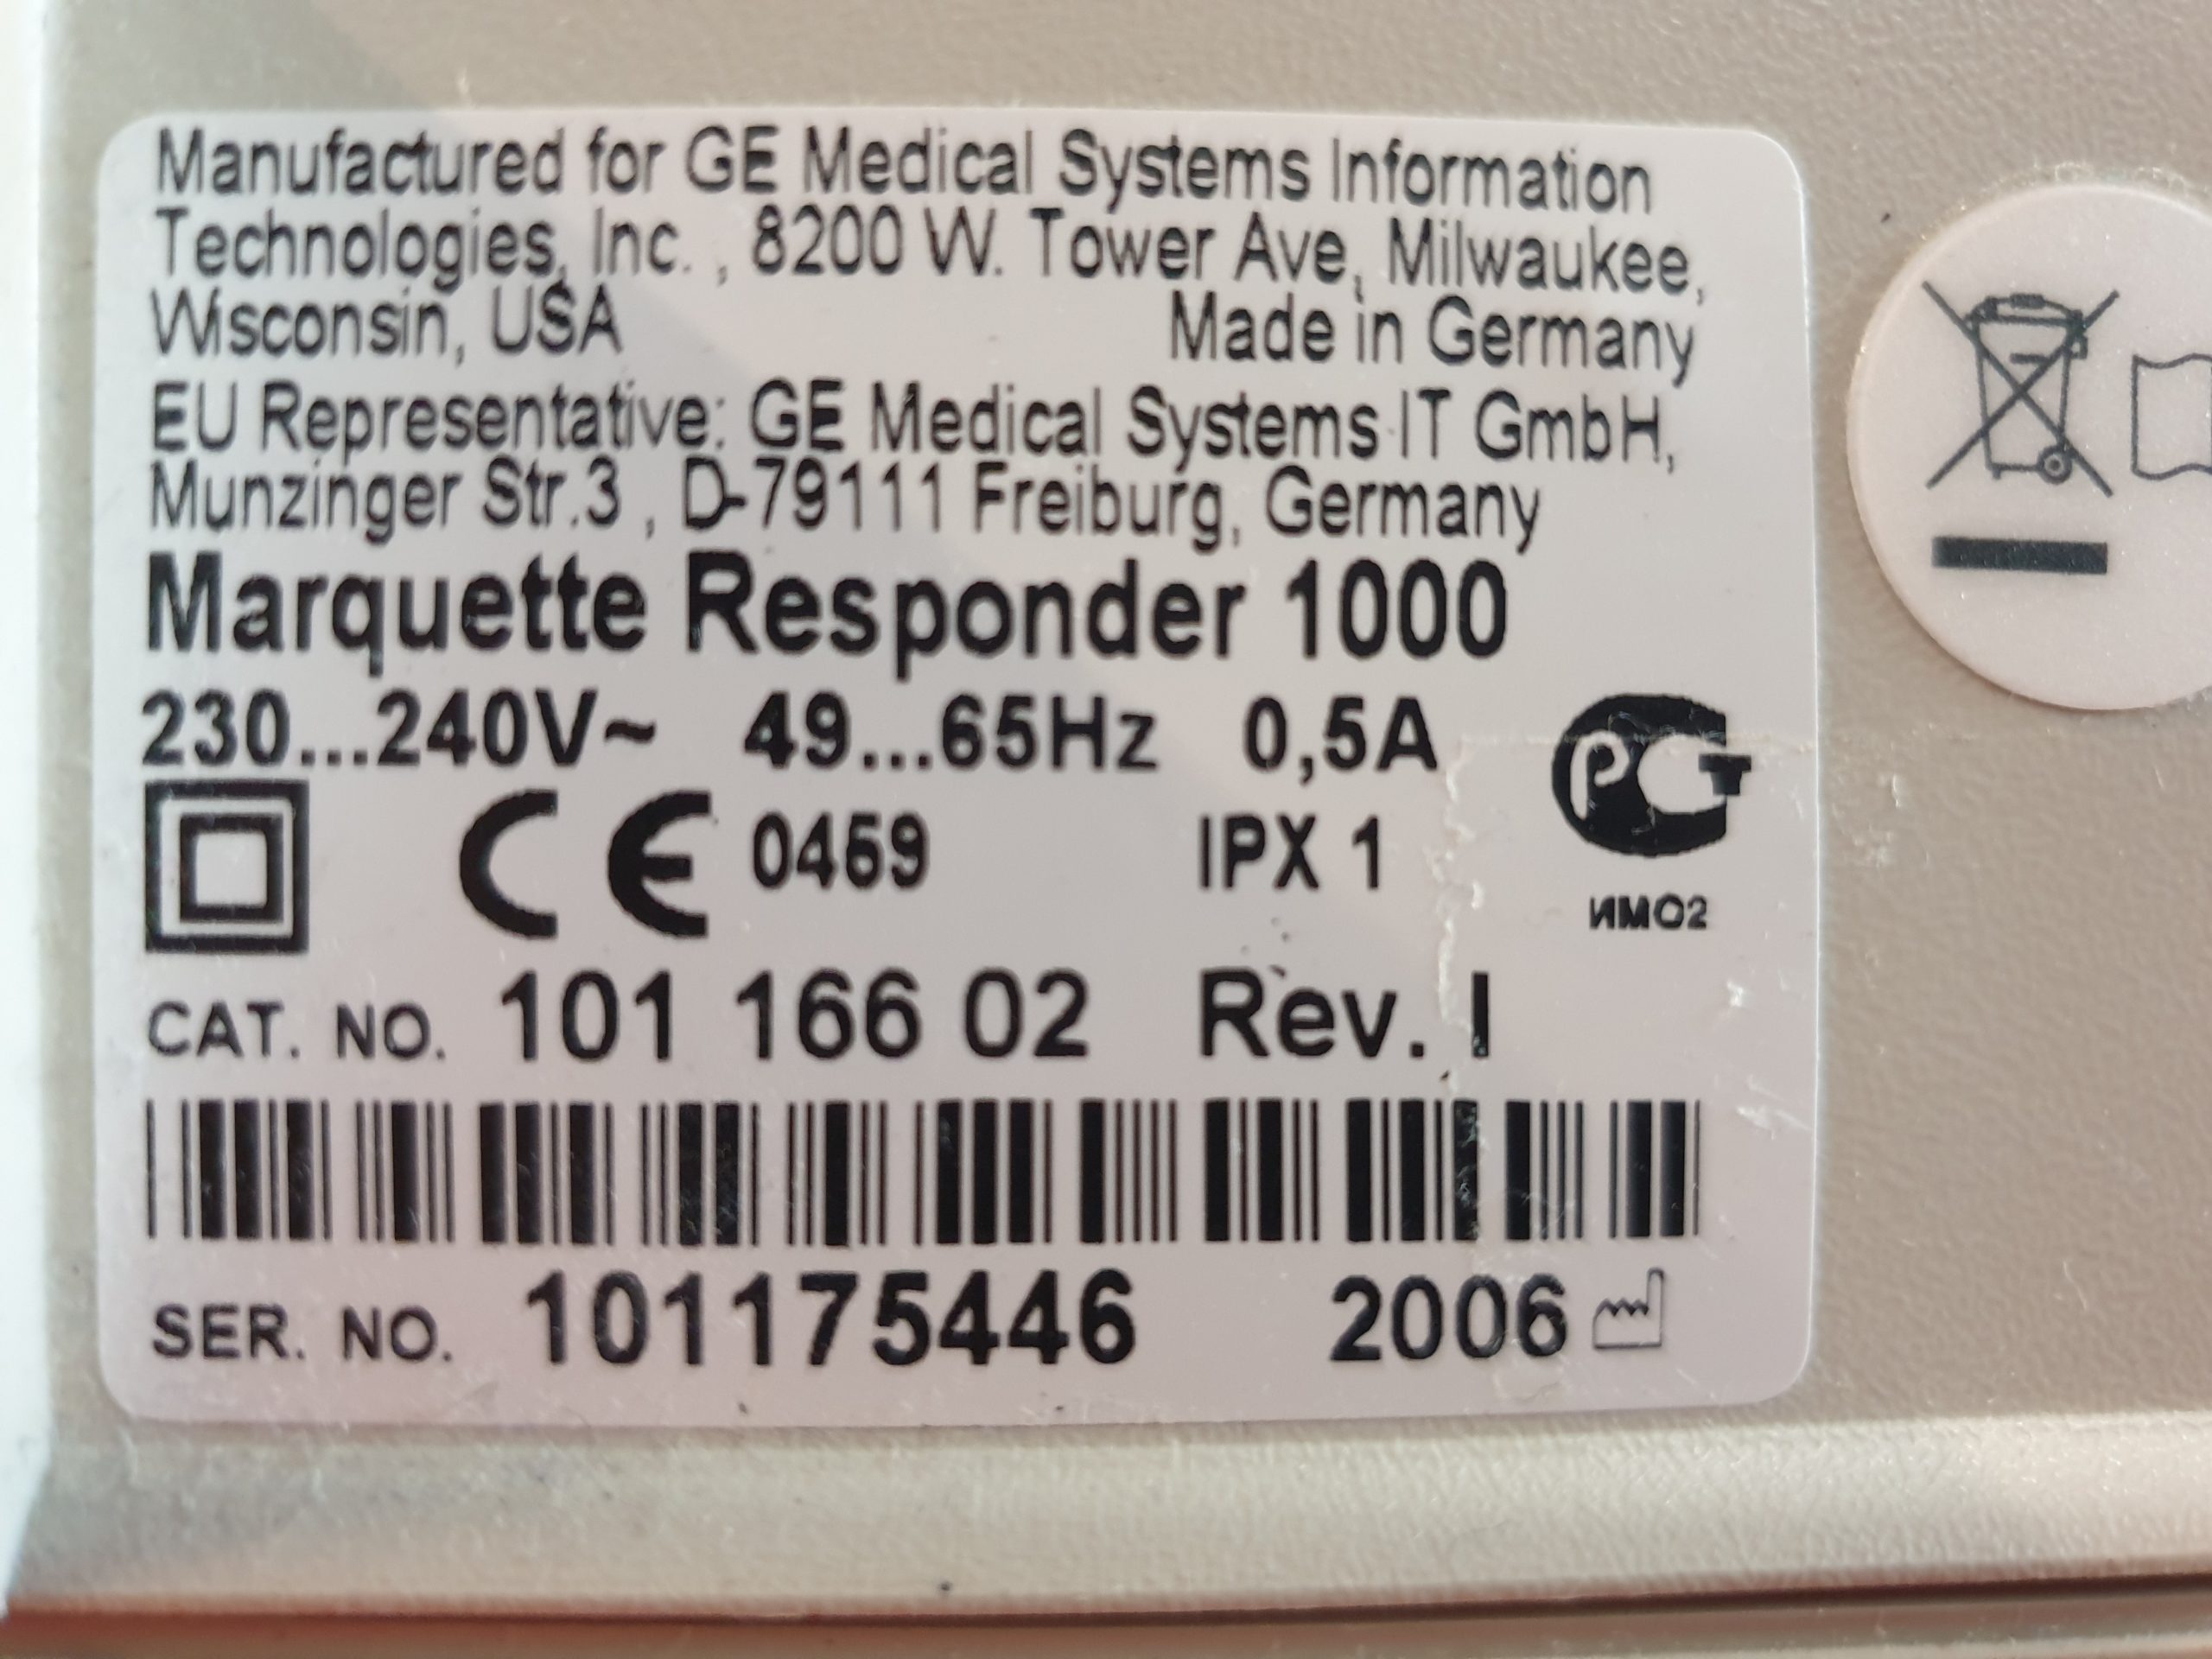 Manufactured for GE Medical Systems Information
Technologies, Inc. , 8200 W. Tower Ave, Milwaukee,
Wisconsin, USA Made in Germany
EU Representative: GE Medical Systems IT GmbH,
Munzinger Str.3 , D-79111 Freiburg, Germany
Marquette Responder 1000
230...240V~ 49...65Hz 0,5A
PCT
CE 0459 IPX 1
ИМО2
CAT. NO. 101 166 02 Rev. I
SER. NO. 101175446 2006